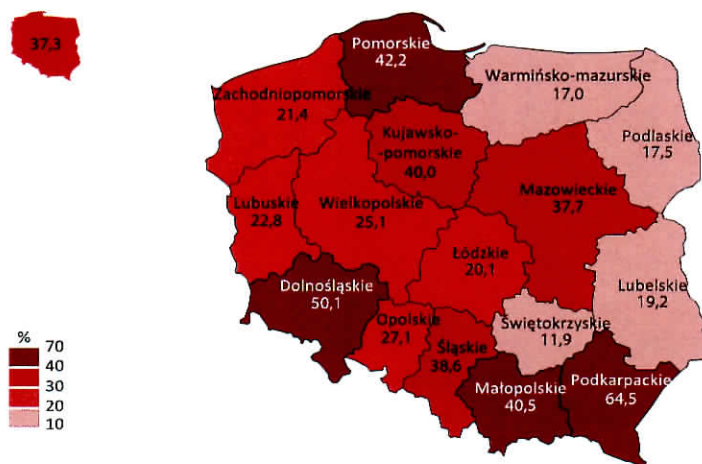 37,3
Pomorskie
42,2
Warmińsko-mazurskie
17,0
Zachodniopomorskie
21,4
Podlaskie
17,5
Kujawsko-
-pomorskie
40,0
Mazowieckie
37,7
Lubuskie
22,8
Wielkopolskie
25,1
Łódzkie
20,1
Lubelskie
19,2
Dolnośląskie
50,1
Opolskie
27,1
Śląskie
38,6
Świętokrzyskie
11,9
Małopolskie
40,5
Podkarpackie
64,5
%
70
40
30
20
10